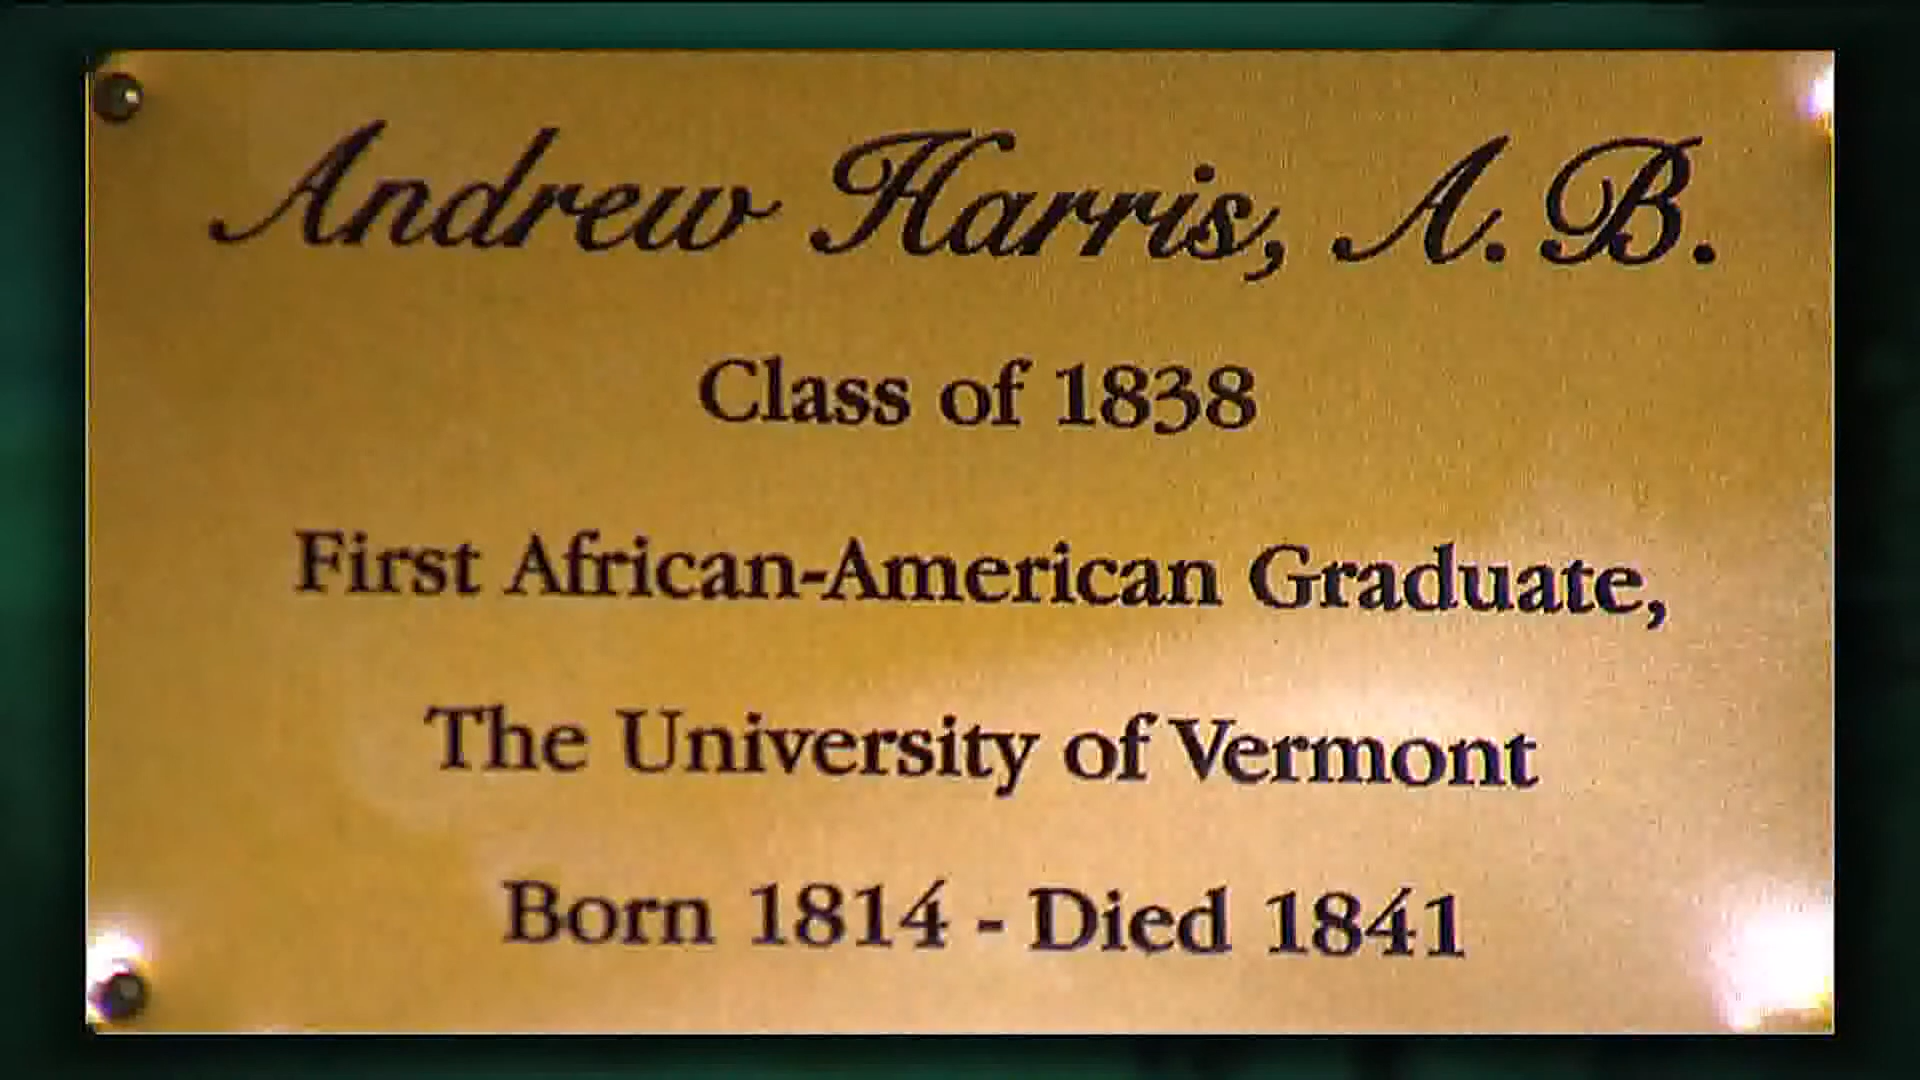 Andrew Harris, A.B.
Class of 1838
First African-American Graduate,
The University of Vermont
Born 1814 - Died 1841